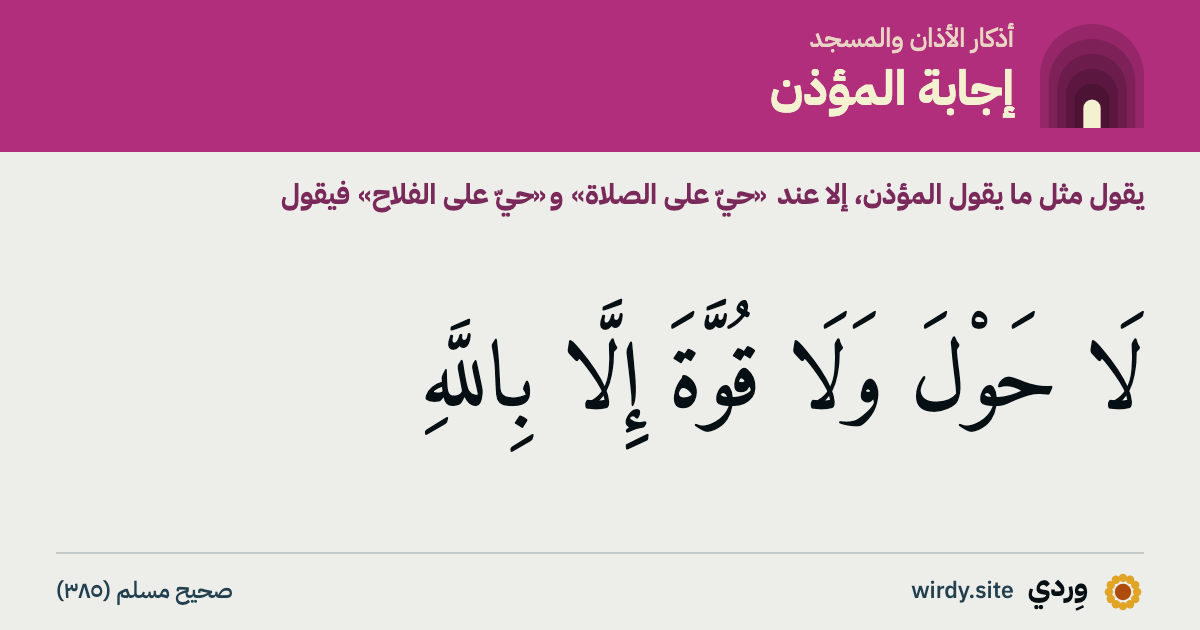 أذكار الأذان والمسجد
إجابة المؤذن
يقول مثل ما يقول المؤذن، إلا عند «حيّ على الصلاة» و«حيّ على الفلاح» فيقول
لَا حَوْلَ وَلَا قُوَّةَ إِلَّا بِاللَّهِ
وِردي wirdy.site
صحيح مسلم (٣٨٥)